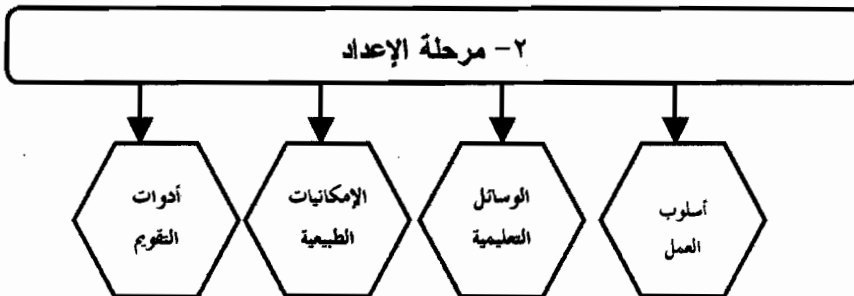 ٢- مرحلة الإعداد
أسلوب
العمل
الوسائل
التعليمية
الإمكانيات
الطبيعية
أدوات
التقويم